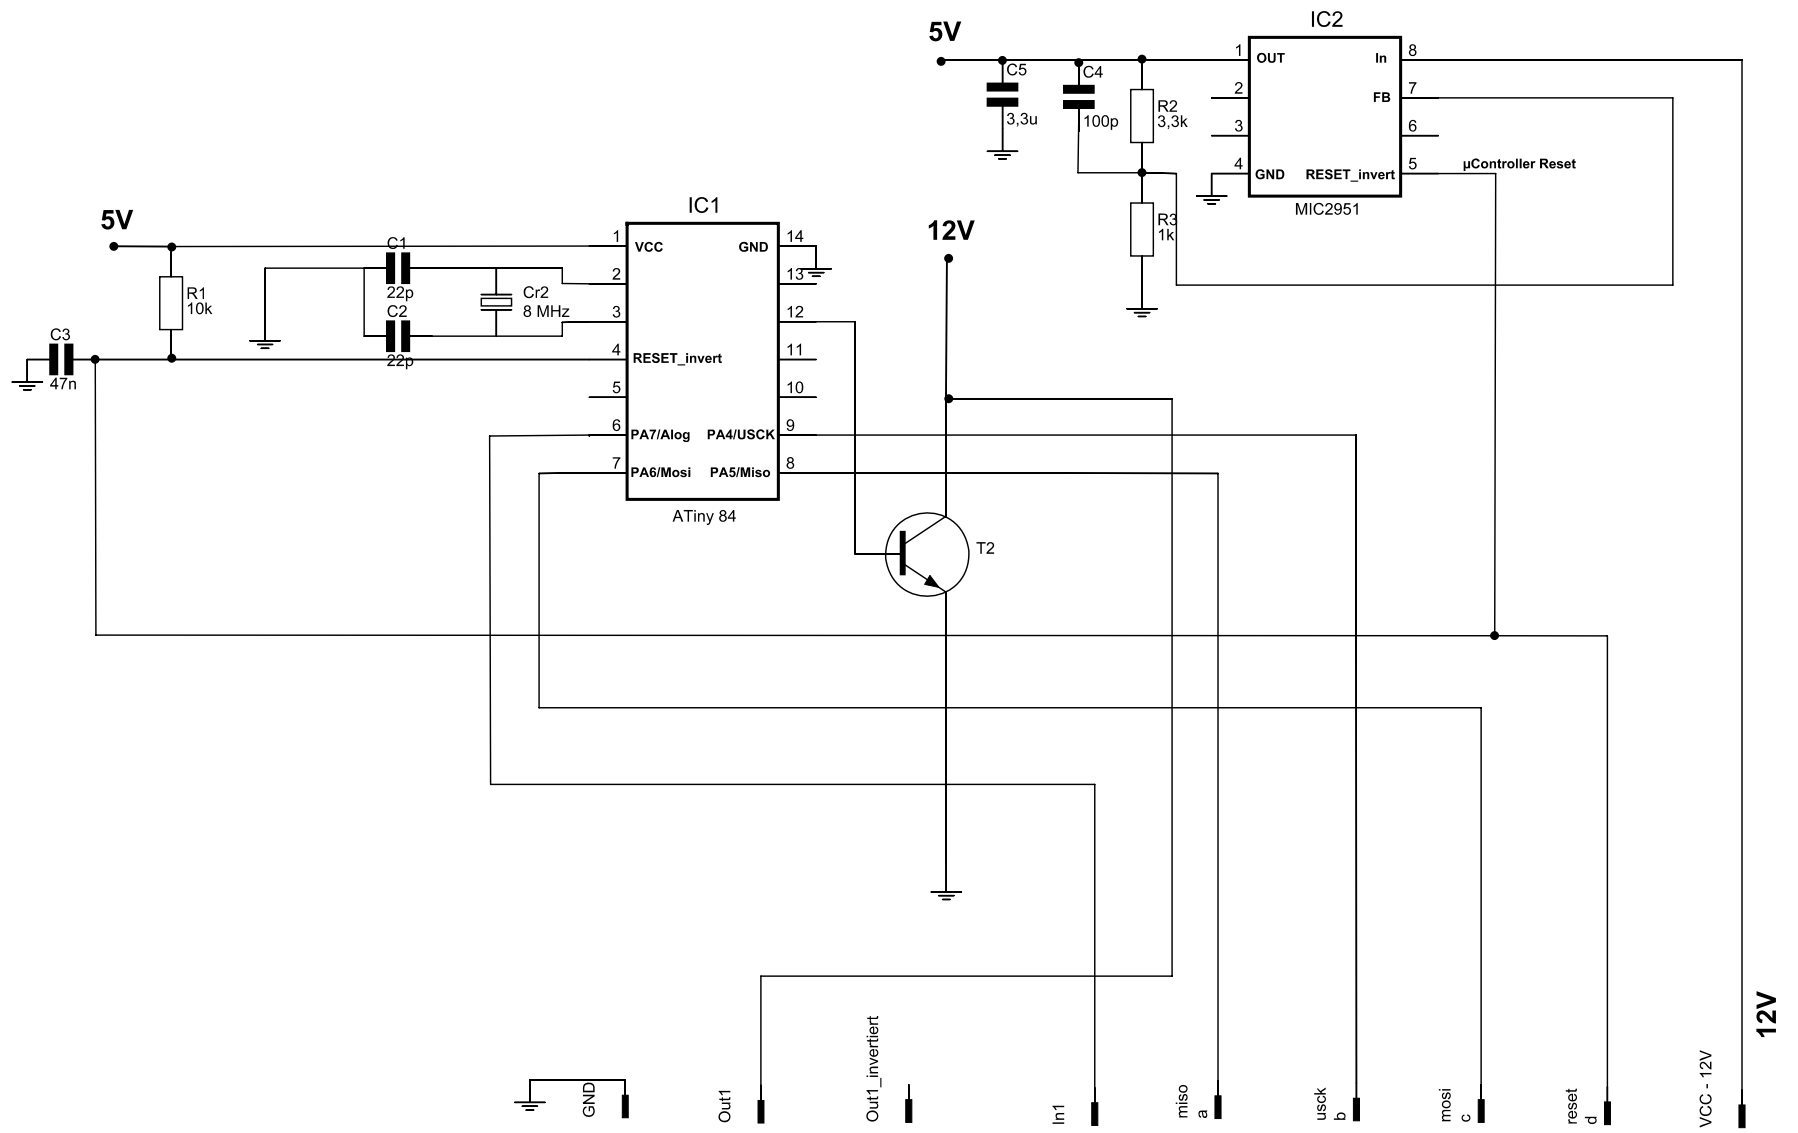 IC2
5V
1
OUT
In
8
C5
C4
2
FB
7
R2
3,3k
3,3u
100p
3
6
µController Reset
4
GND
RESET_invert
5
MIC2951
R3
1k
IC1
5V
12V
1
VCC
GND
14
C1
2
13
22p
R1
10k
Cr2
8 MHz
C2
3
12
C3
22p
4
RESET_invert
11
47n
5
10
6
PA7/Alog
PA4/USCK
9
7
PA6/Mosi
PA5/Miso
8
ATiny 84
T2
12V
GND
Out1
Out1_invertiert
In1
miso
a
usck
b
mosi
c
reset
d
VCC - 12V